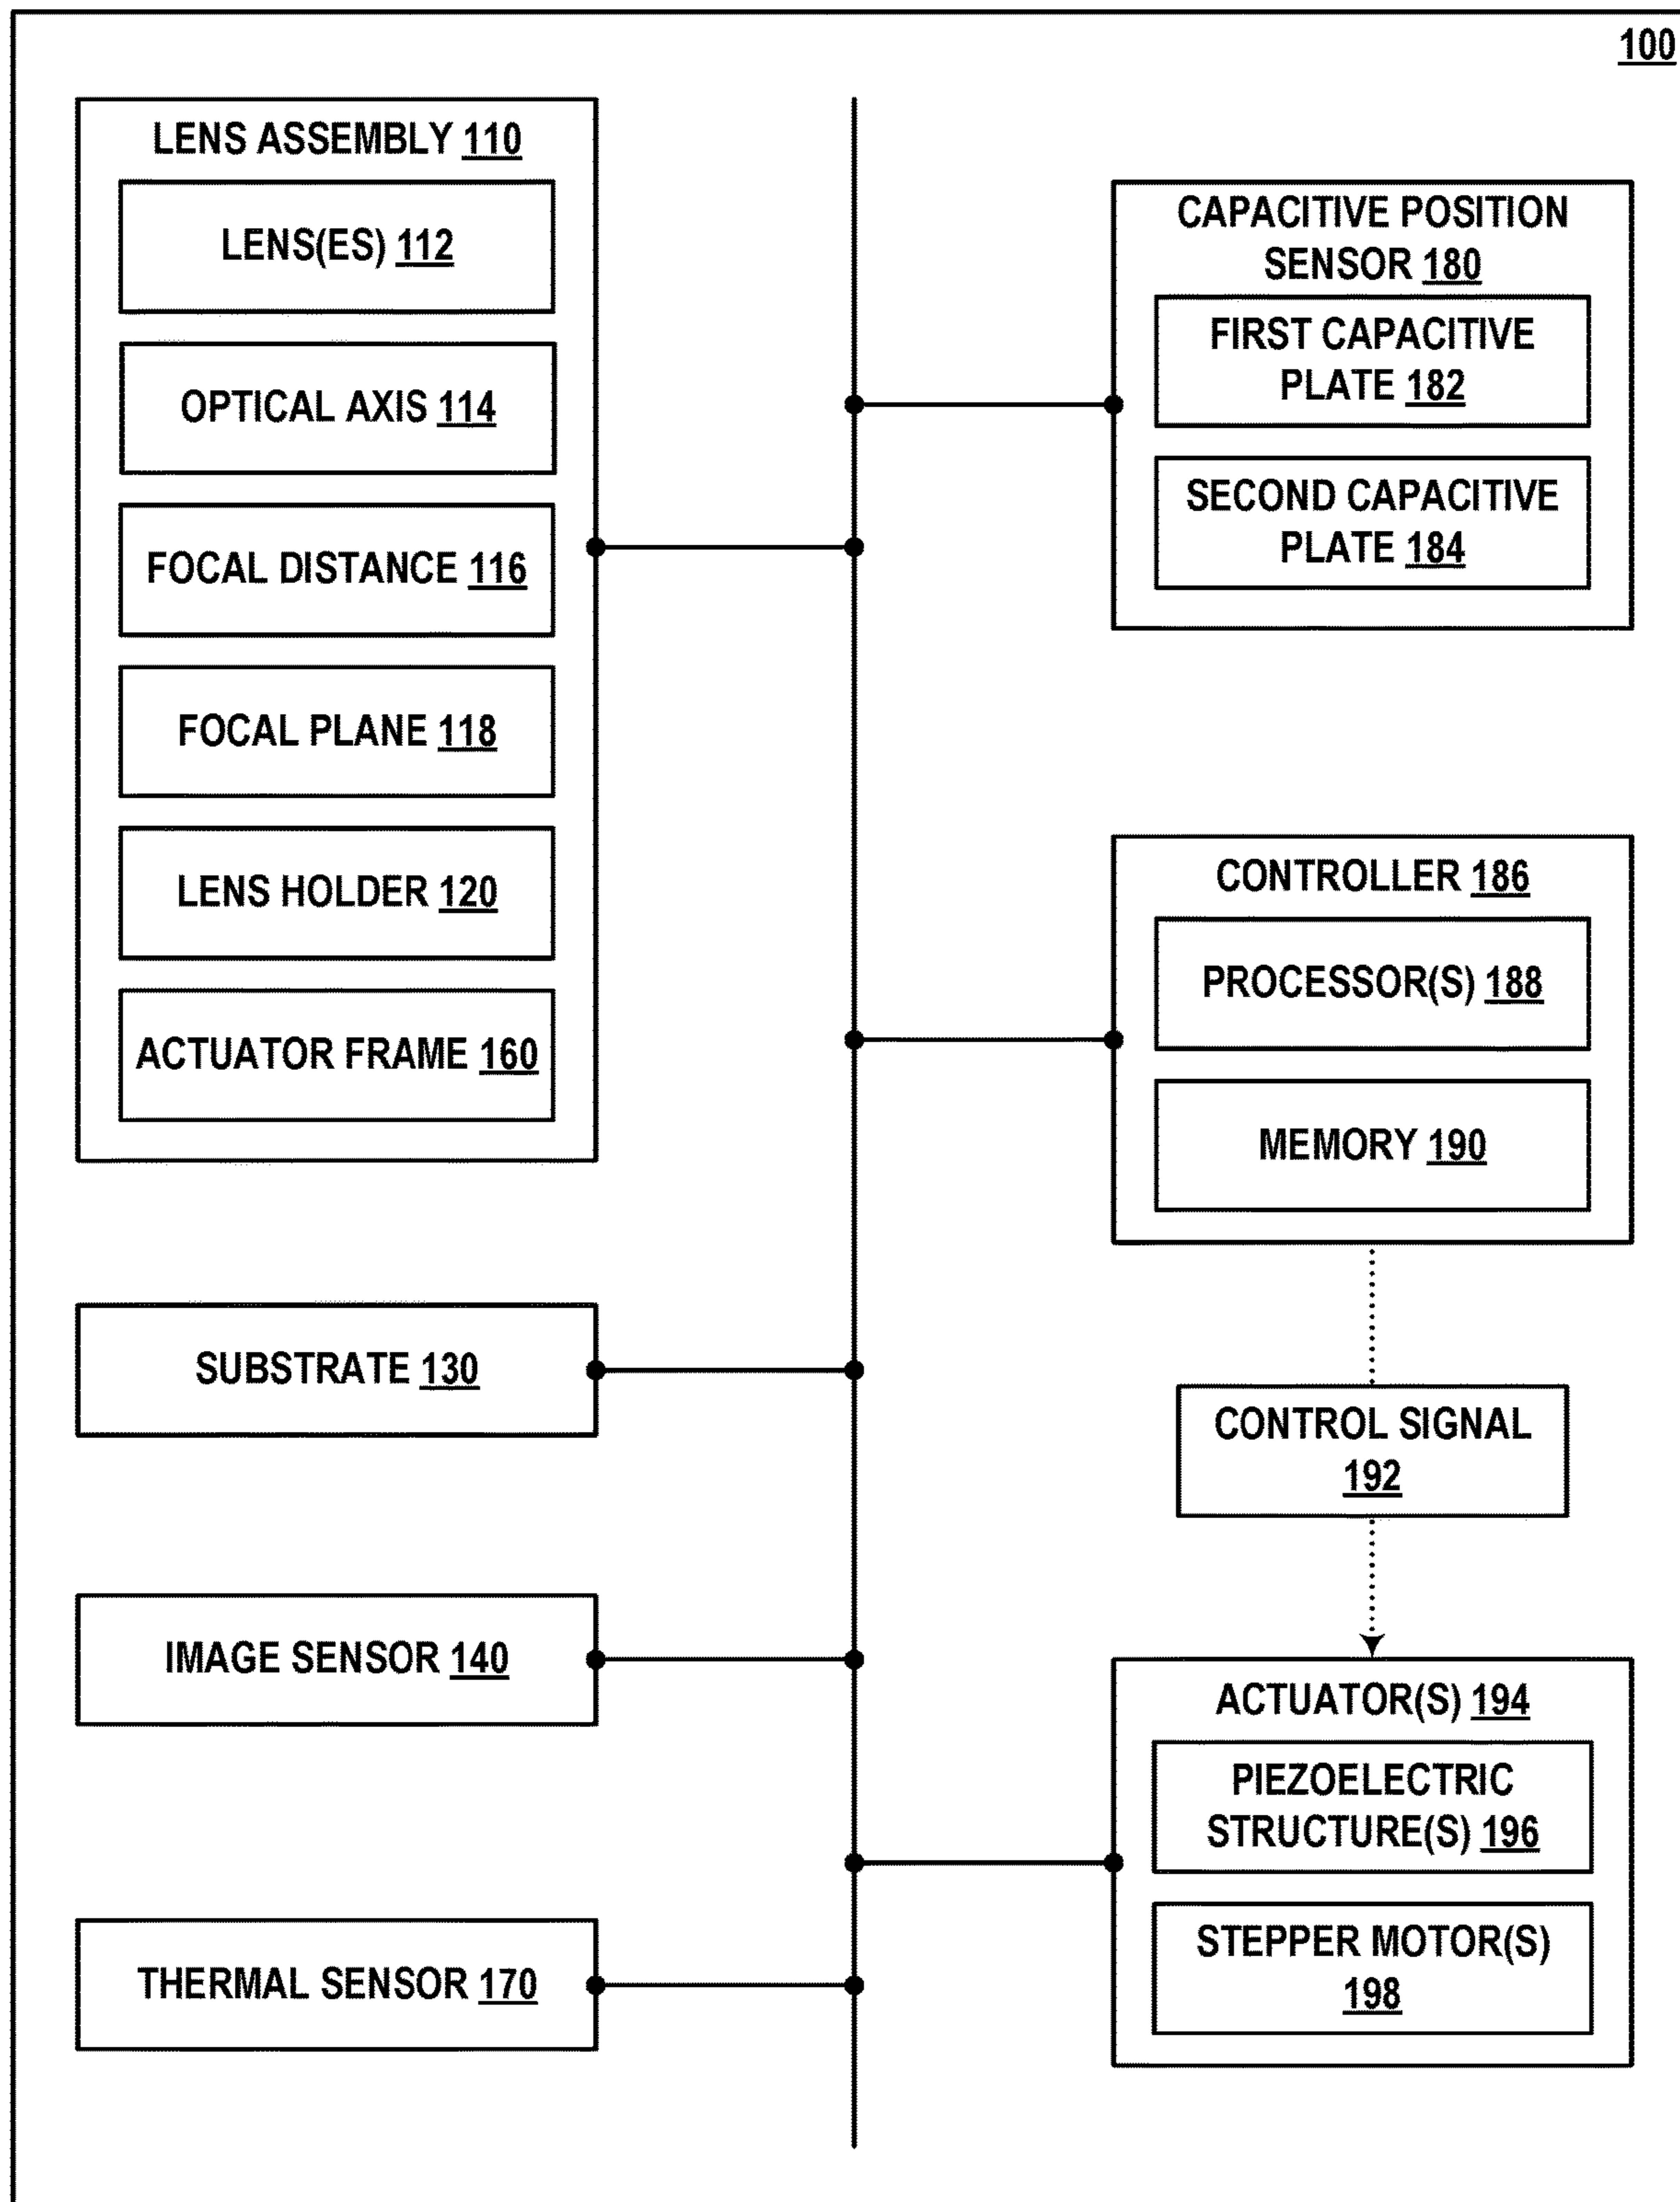 100
LENS ASSEMBLY 110
LENS(ES) 112
OPTICAL AXIS 114
FOCAL DISTANCE 116
FOCAL PLANE 118
LENS HOLDER 120
ACTUATOR FRAME 160
SUBSTRATE 130
IMAGE SENSOR 140
THERMAL SENSOR 170
CAPACITIVE POSITION
SENSOR 180
FIRST CAPACITIVE
PLATE 182
SECOND CAPACITIVE
PLATE 184
CONTROLLER 186
PROCESSOR(S) 188
MEMORY 190
CONTROL SIGNAL
192
ACTUATOR(S) 194
PIEZOELECTRIC
STRUCTURE(S) 196
STEPPER MOTOR(S)
198